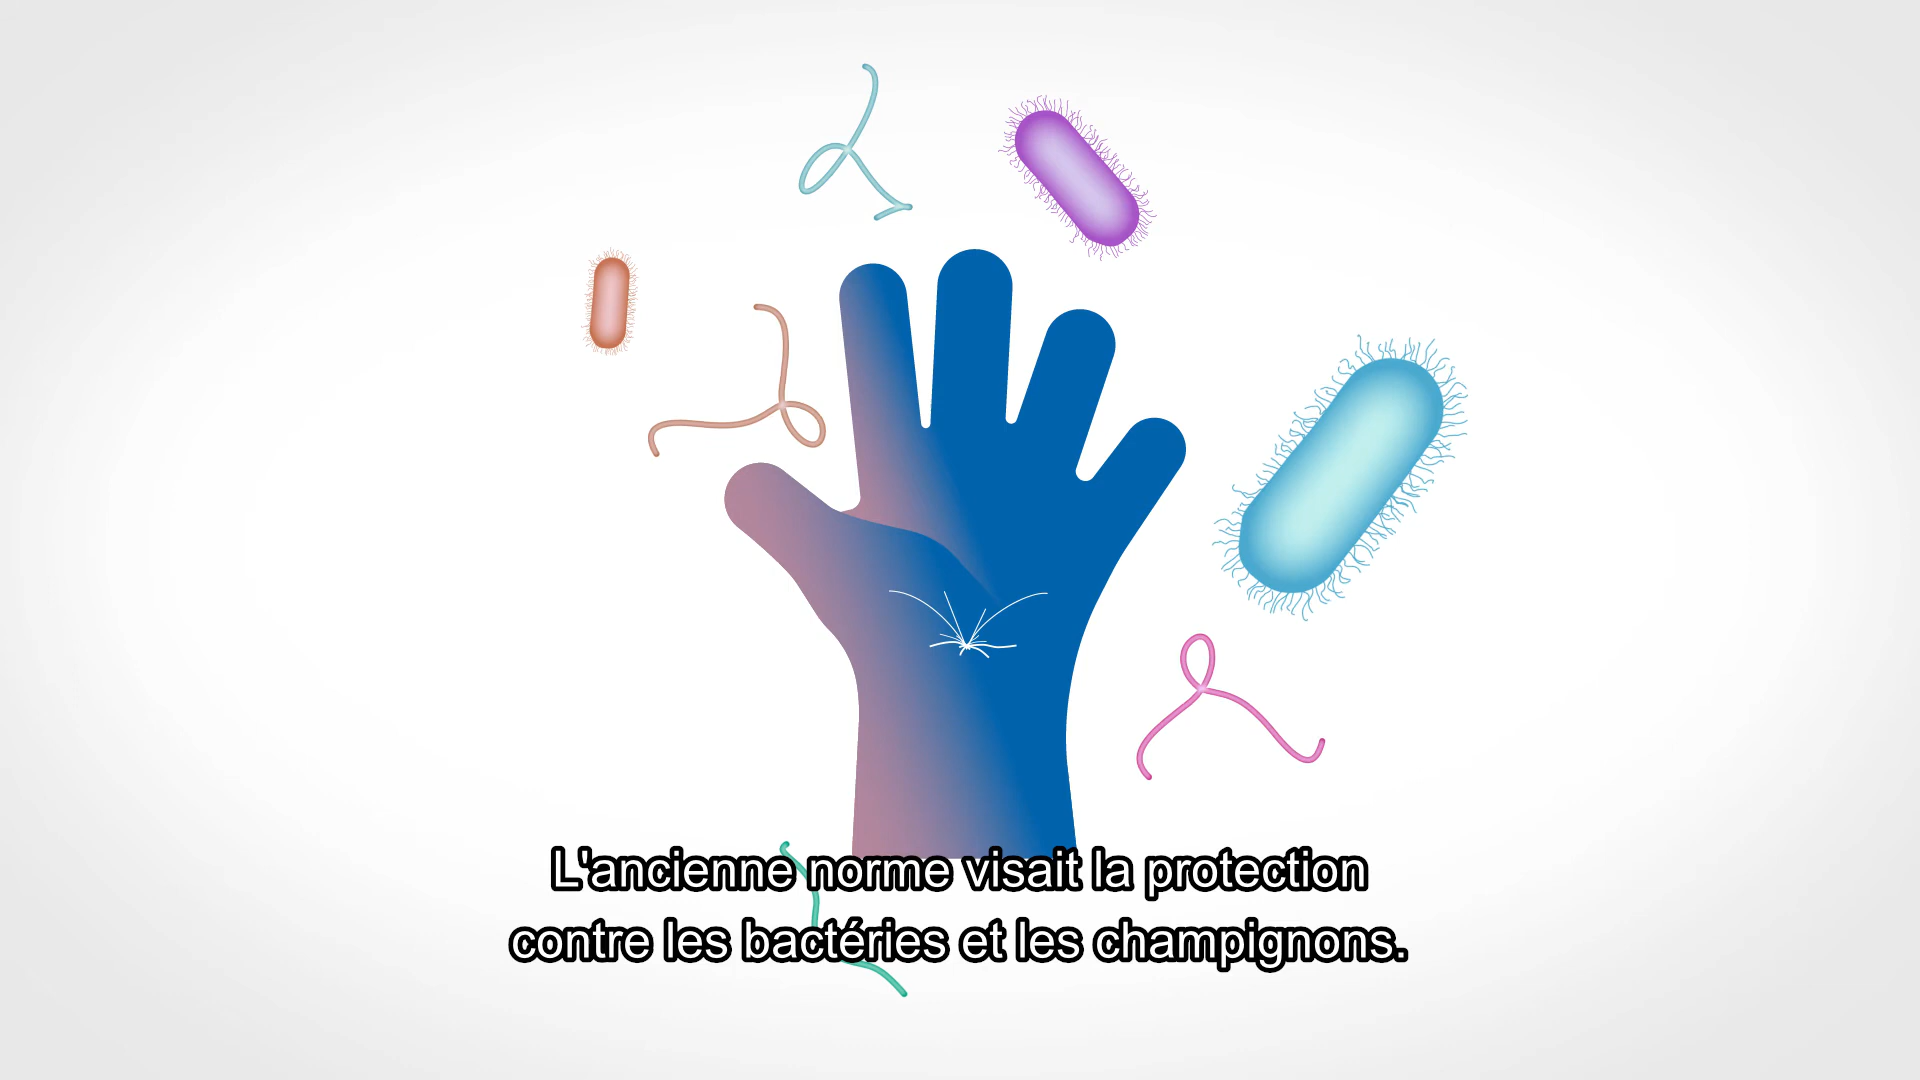 L'ancienne norme visait la protection
contre les bactéries et les champignons.